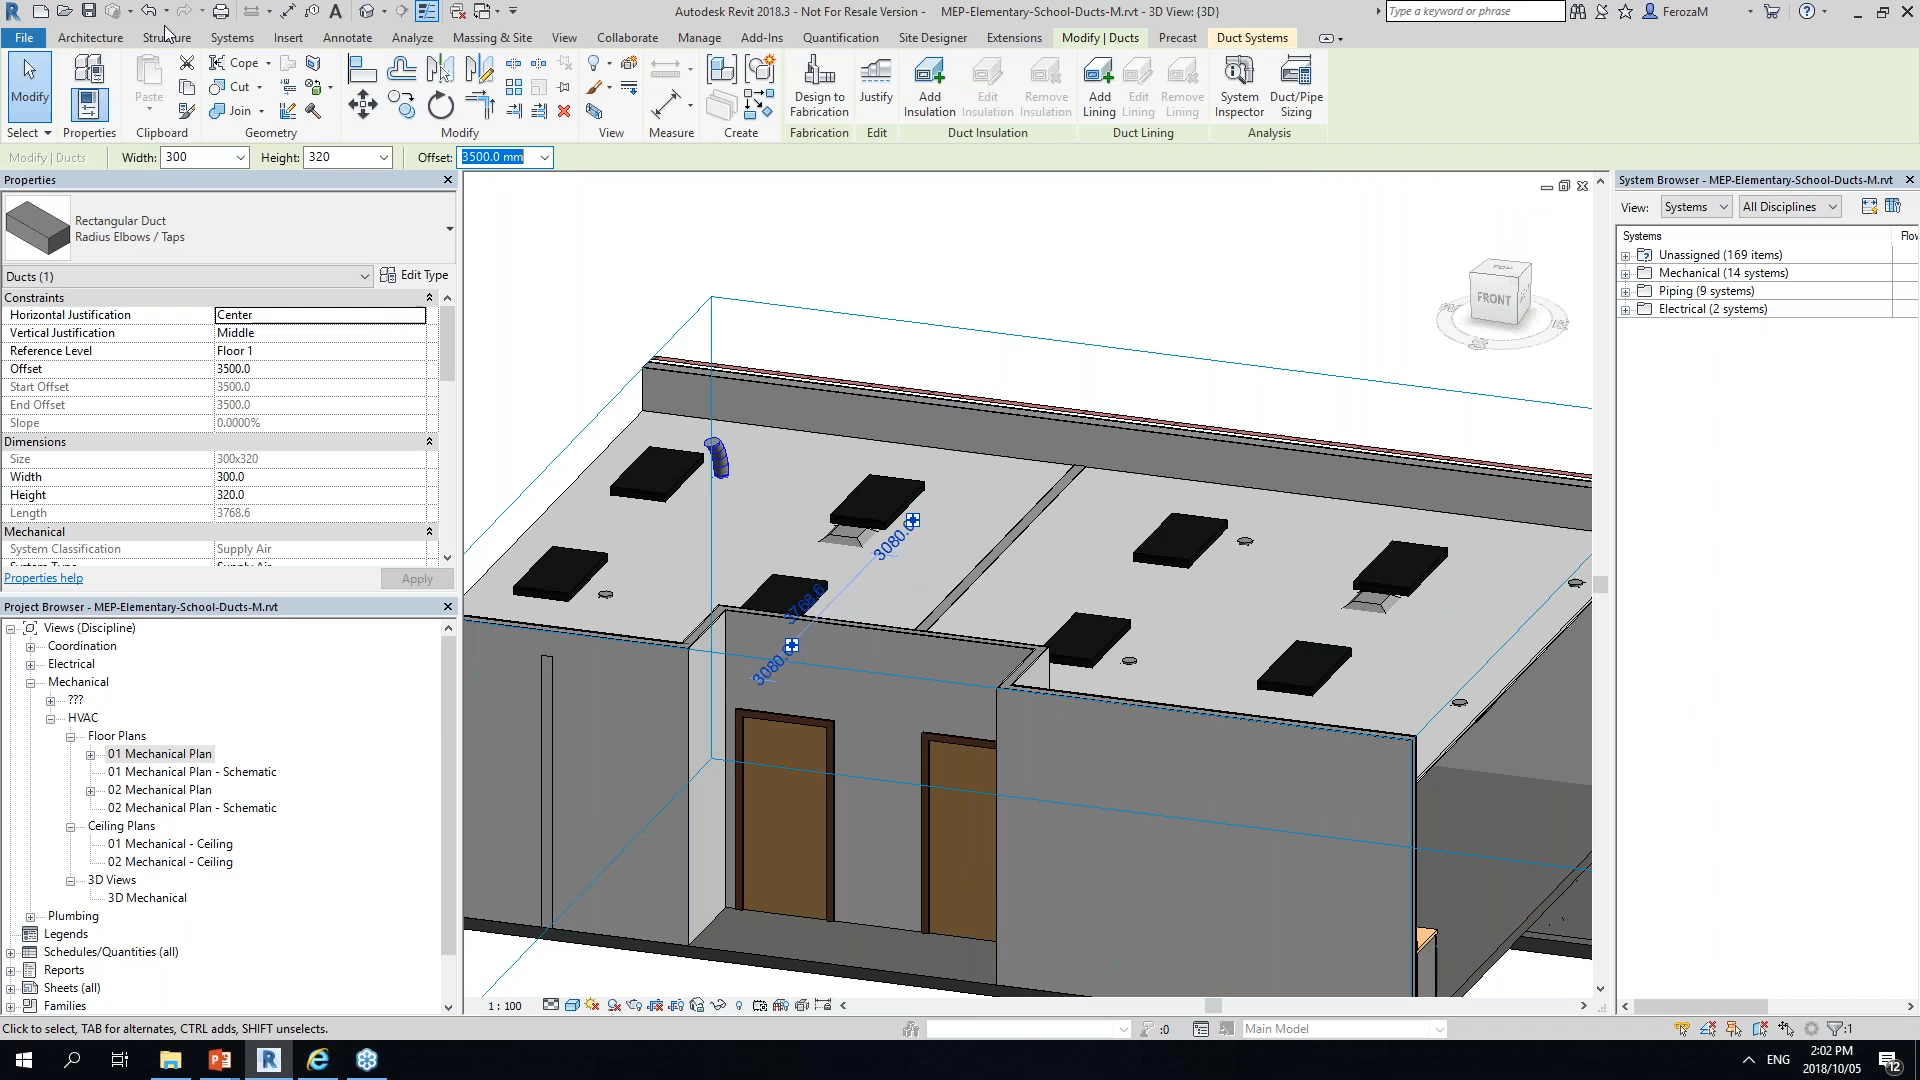 Autodesk Revit 2018.3 - Not For Resale Version - MEP-Elementary-School-Ducts-M.rvt - 3D View: {3D}
Type a keyword or phrase
FerozaM
File Architecture Structure Systems Insert Annotate Analyze Massing & Site View Collaborate Manage Add-Ins Quantification Site Designer Extensions Modify | Ducts Precast Duct Systems
Modify
Paste
Cope
Cut
Join
Design to Fabrication
Justify
Add Insulation
Edit Insulation
Remove Insulation
Add Lining
Edit Lining
Remove Lining
System Inspector
Duct/Pipe Sizing
Select Properties Clipboard Geometry Modify View Measure Create Fabrication Edit Duct Insulation Duct Lining Analysis
Modify | Ducts Width: 300 Height: 320 Offset: 3500.0 mm
Properties
Rectangular Duct
Radius Elbows / Taps
Ducts (1) Edit Type
Constraints
Horizontal Justification Center
Vertical Justification Middle
Reference Level Floor 1
Offset 3500.0
Start Offset 3500.0
End Offset 3500.0
Slope 0.0000%
Dimensions
Size 300x320
Width 300.0
Height 320.0
Length 3768.6
Mechanical
System Classification Supply Air
System Type Supply Air
Properties help Apply
Project Browser - MEP-Elementary-School-Ducts-M.rvt
Views (Discipline)
Coordination
Electrical
Mechanical
???
HVAC
Floor Plans
01 Mechanical Plan
01 Mechanical Plan - Schematic
02 Mechanical Plan
02 Mechanical Plan - Schematic
Ceiling Plans
01 Mechanical - Ceiling
02 Mechanical - Ceiling
3D Views
3D Mechanical
Plumbing
Legends
Schedules/Quantities (all)
Reports
Sheets (all)
Families
3080.0
3768.6
3080.0
FRONT
TOP
1 : 100
System Browser - MEP-Elementary-School-Ducts-M.rvt
View: Systems All Disciplines
Systems Flow
Unassigned (169 items)
Mechanical (14 systems)
Piping (9 systems)
Electrical (2 systems)
Click to select, TAB for alternates, CTRL adds, SHIFT unselects.
:0
Main Model
:1
ENG
2:02 PM
2018/10/05
12